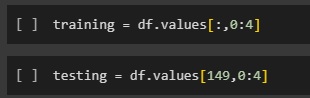 [ ] training = df.values[:,0:4]
[ ] testing = df.values[149,0:4]